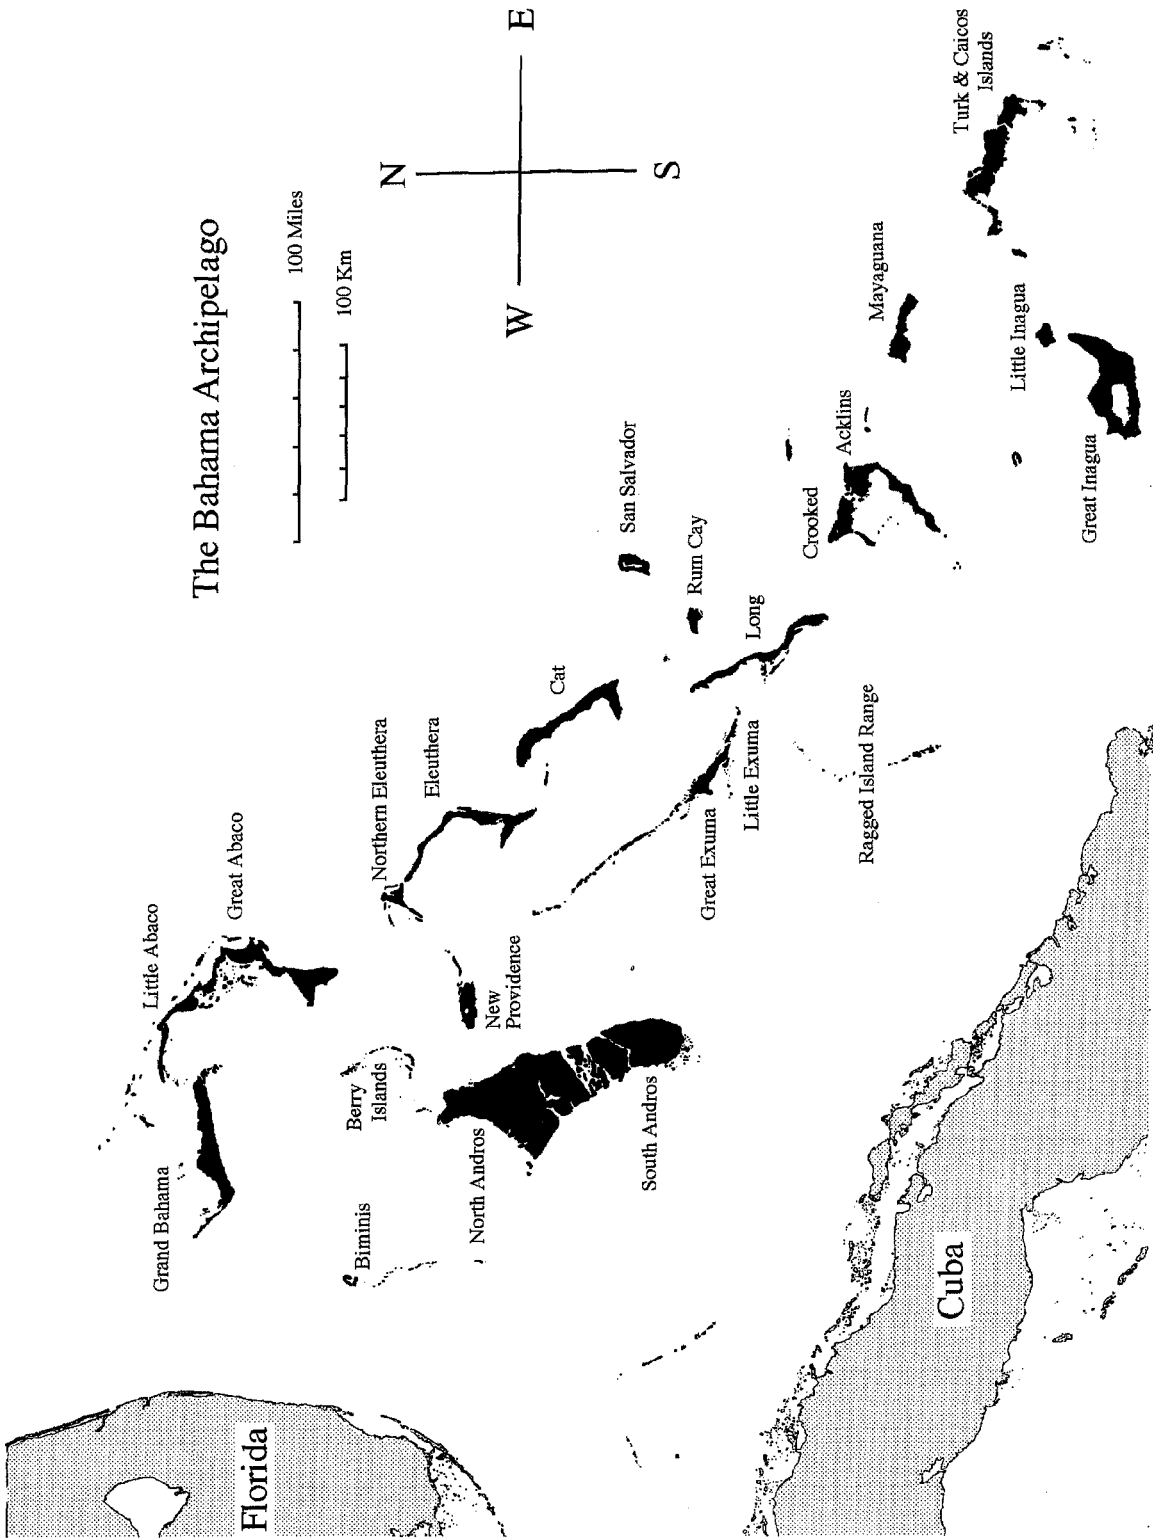 The Bahama Archipelago
100 Miles
100 Km
N
W
E
S
Florida
Grand Bahama
Little Abaco
Great Abaco
Biminis
Berry
Islands
North Andros
New
Providence
Northern Eleuthera
Eleuthera
Cat
San Salvador
South Andros
Great Exuma
Little Exuma
Rum Cay
Long
Ragged Island Range
Crooked
Acklins
Mayaguana
Turk & Caicos
Islands
Little Inagua
Great Inagua
Cuba